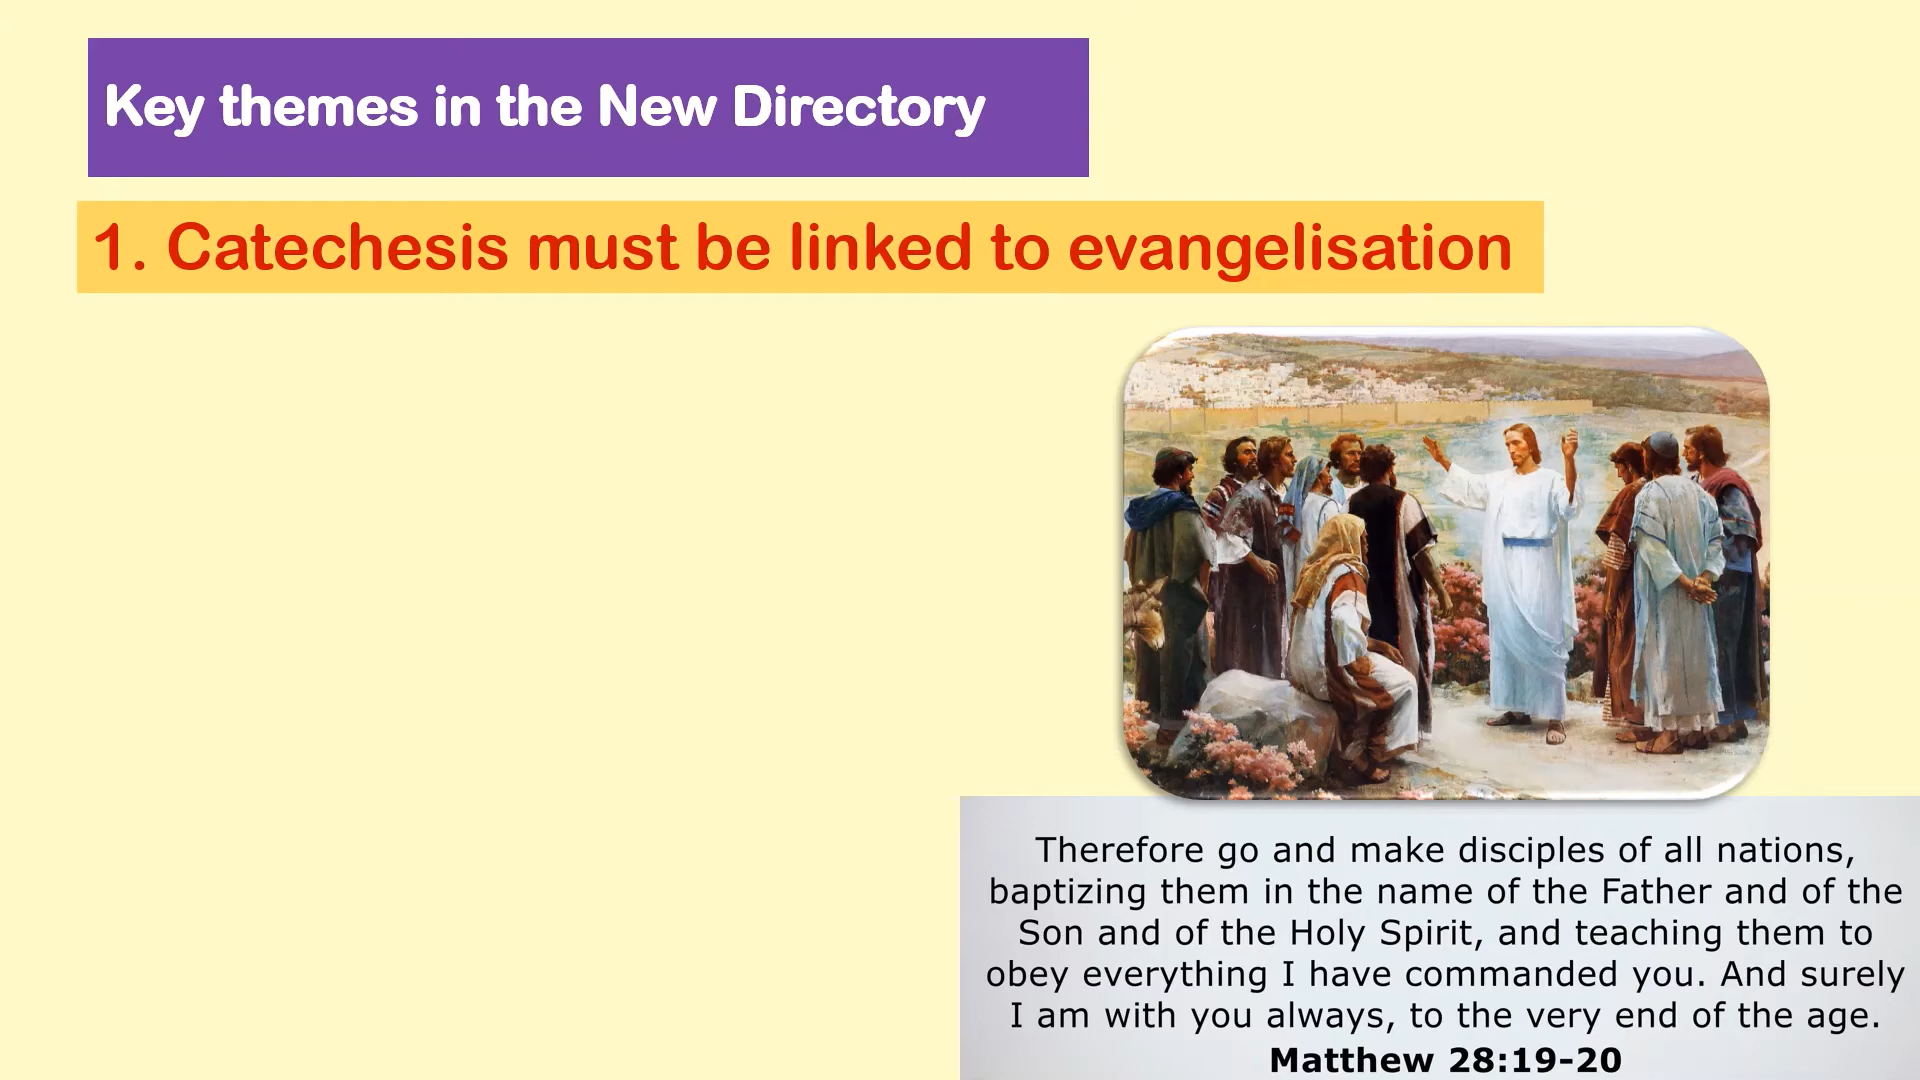 Key themes in the New Directory
1. Catechesis must be linked to evangelisation
Therefore go and make disciples of all nations,
baptizing them in the name of the Father and of the
Son and of the Holy Spirit, and teaching them to
obey everything I have commanded you. And surely
I am with you always, to the very end of the age.
Matthew 28:19-20